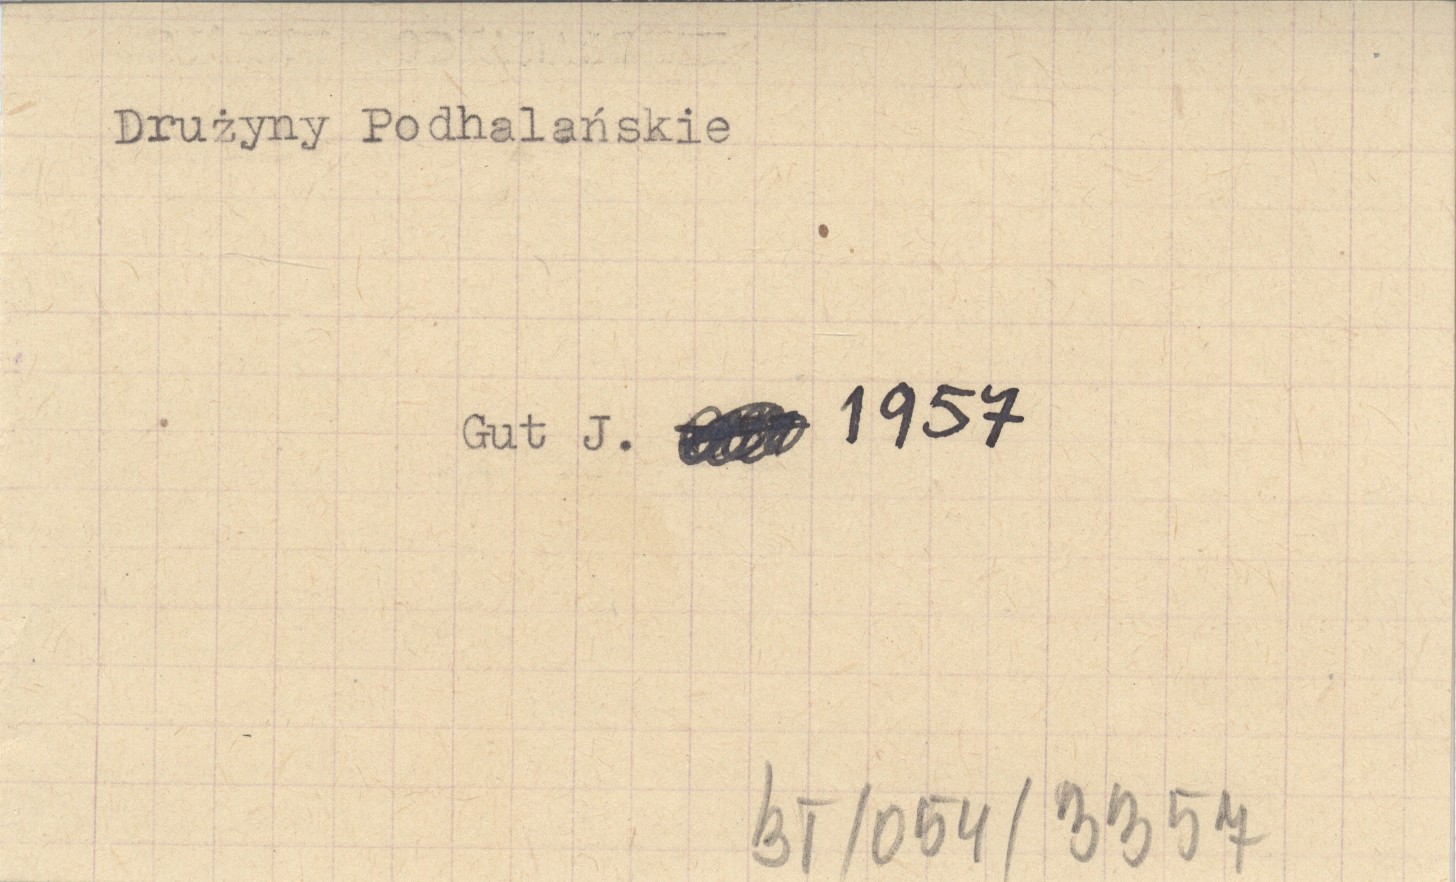 Drużyny Podhalańskie
Gut J. 1957
BT/054/3357